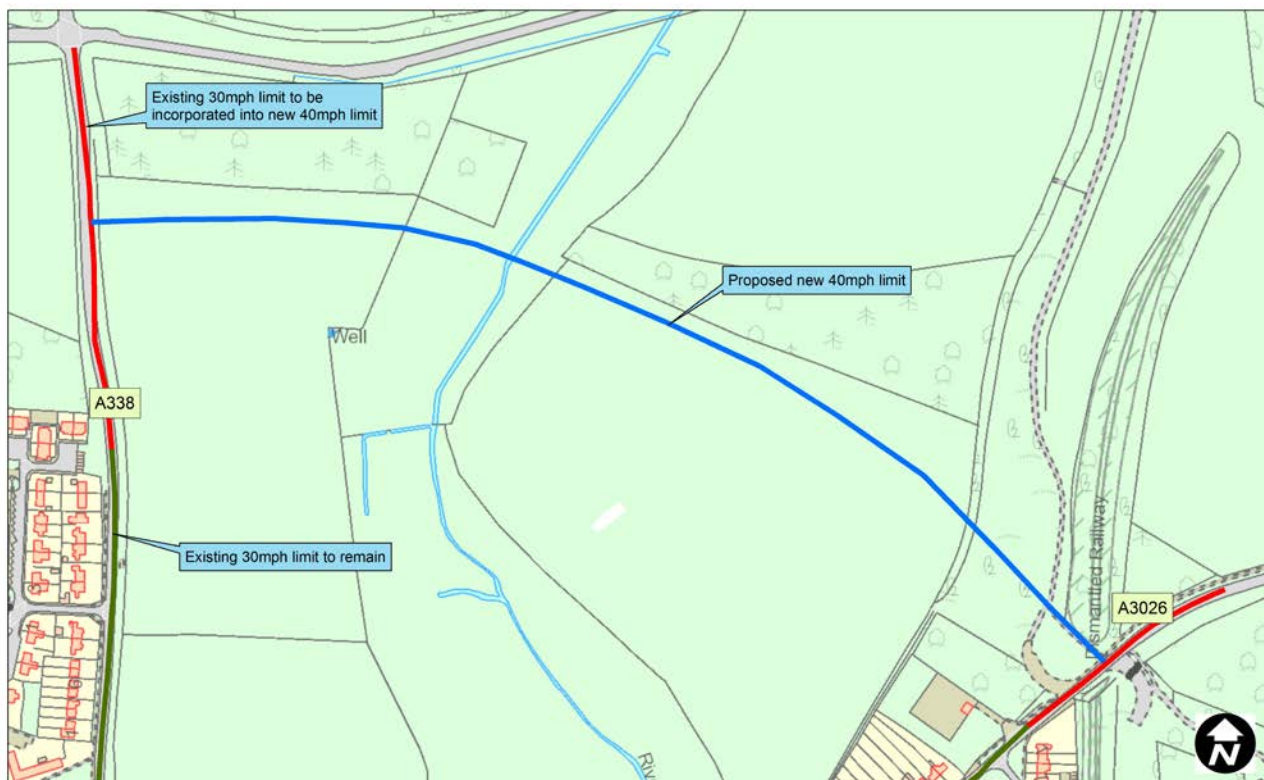 Existing 30mph limit to be
incorporated into new 40mph limit
Proposed new 40mph limit
Well
A338
Existing 30mph limit to remain
A3026
Dismantled Railway
Riv
N